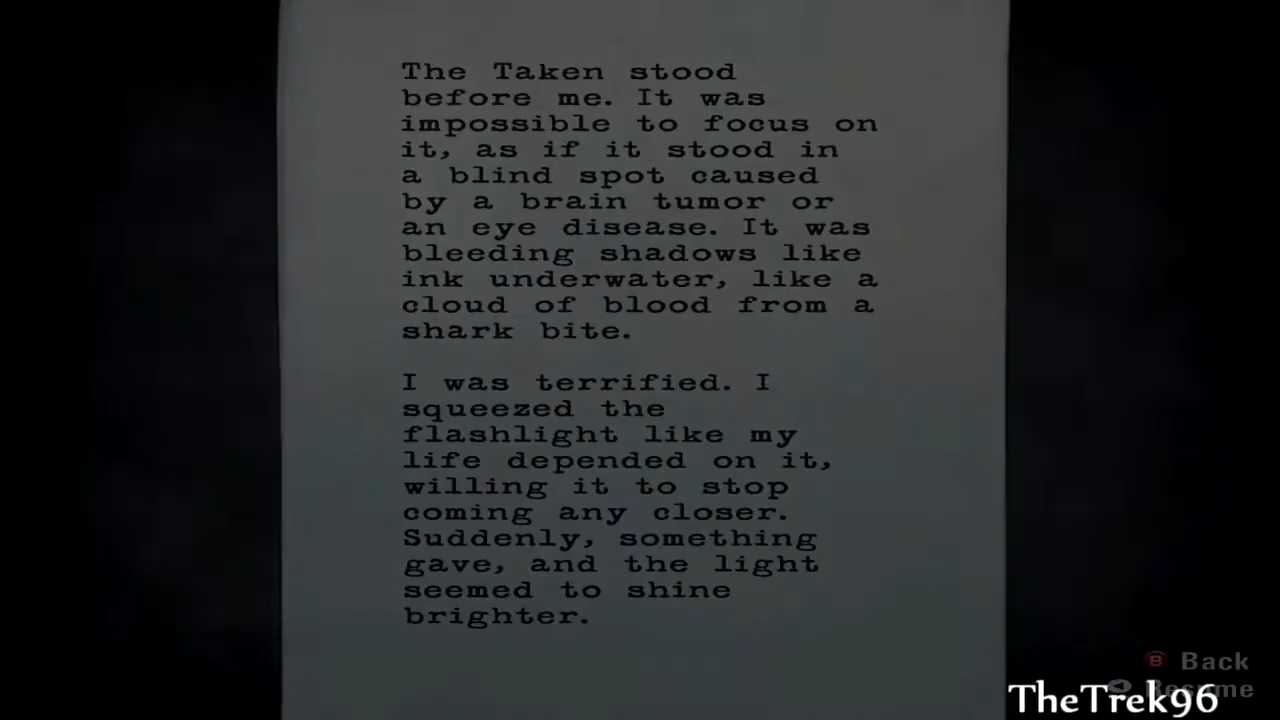 The Taken stood
before me. It was
impossible to focus on
it, as if it stood in
a blind spot caused
by a brain tumor or
an eye disease. It was
bleeding shadows like
ink underwater, like a
cloud of blood from a
shark bite.
I was terrified. I
squeezed the
flashlight like my
life depended on it,
willing it to stop
coming any closer.
Suddenly, something
gave, and the light
seemed to shine
brighter.
B Back
Resume
TheTrek96